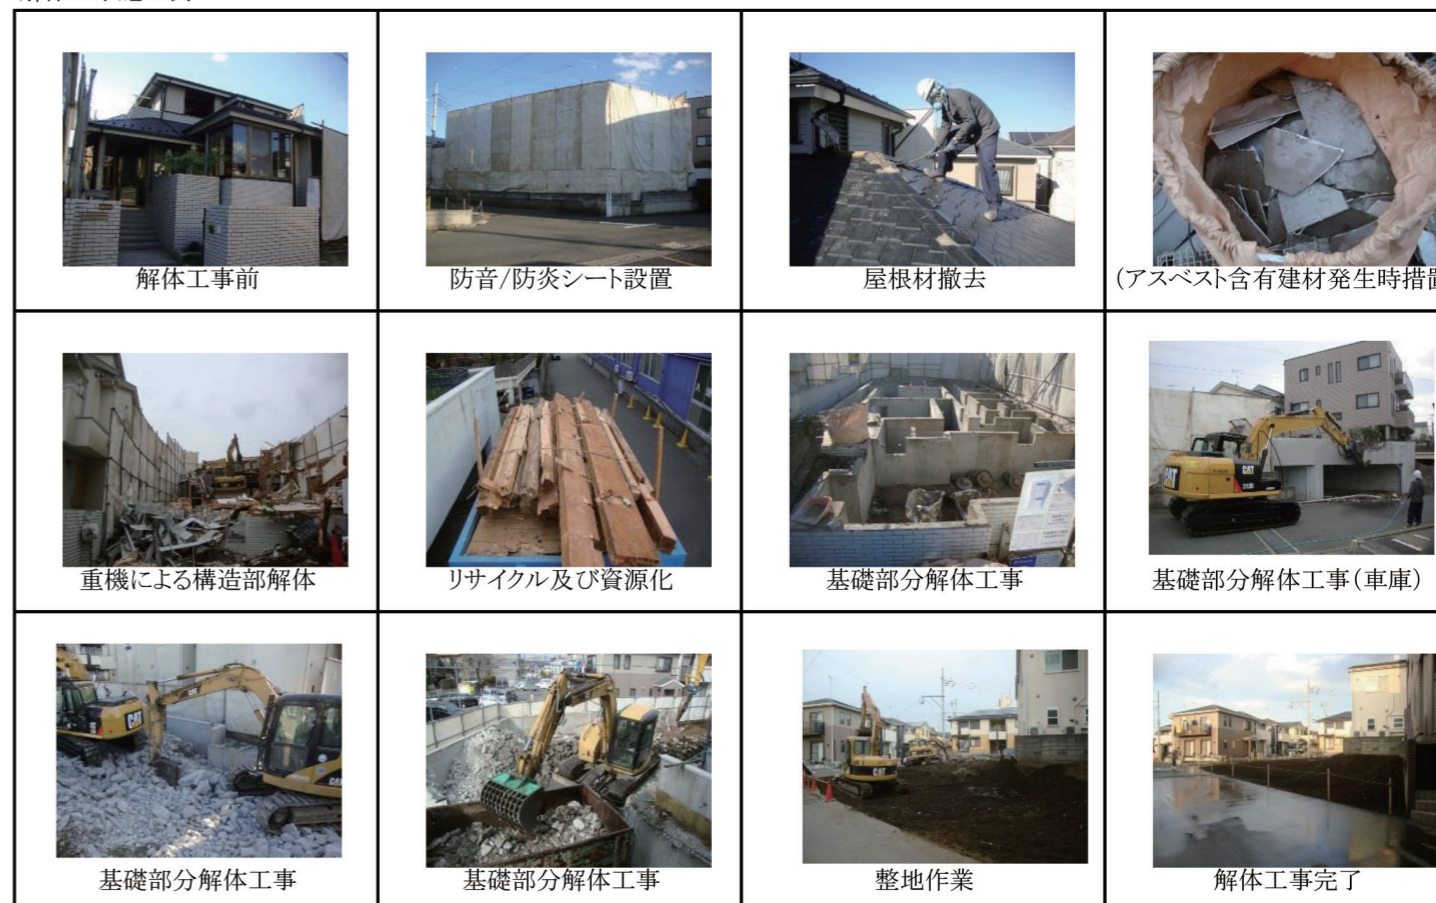 解体工事前
防音/防炎シート設置
屋根材撤去
(アスベスト含有建材発生時措置
重機による構造部解体
リサイクル及び資源化
基礎部分解体工事
基礎部分解体工事(車庫)
CAT
CAT
基礎部分解体工事
基礎部分解体工事
整地作業
解体工事完了
CAT
CAT